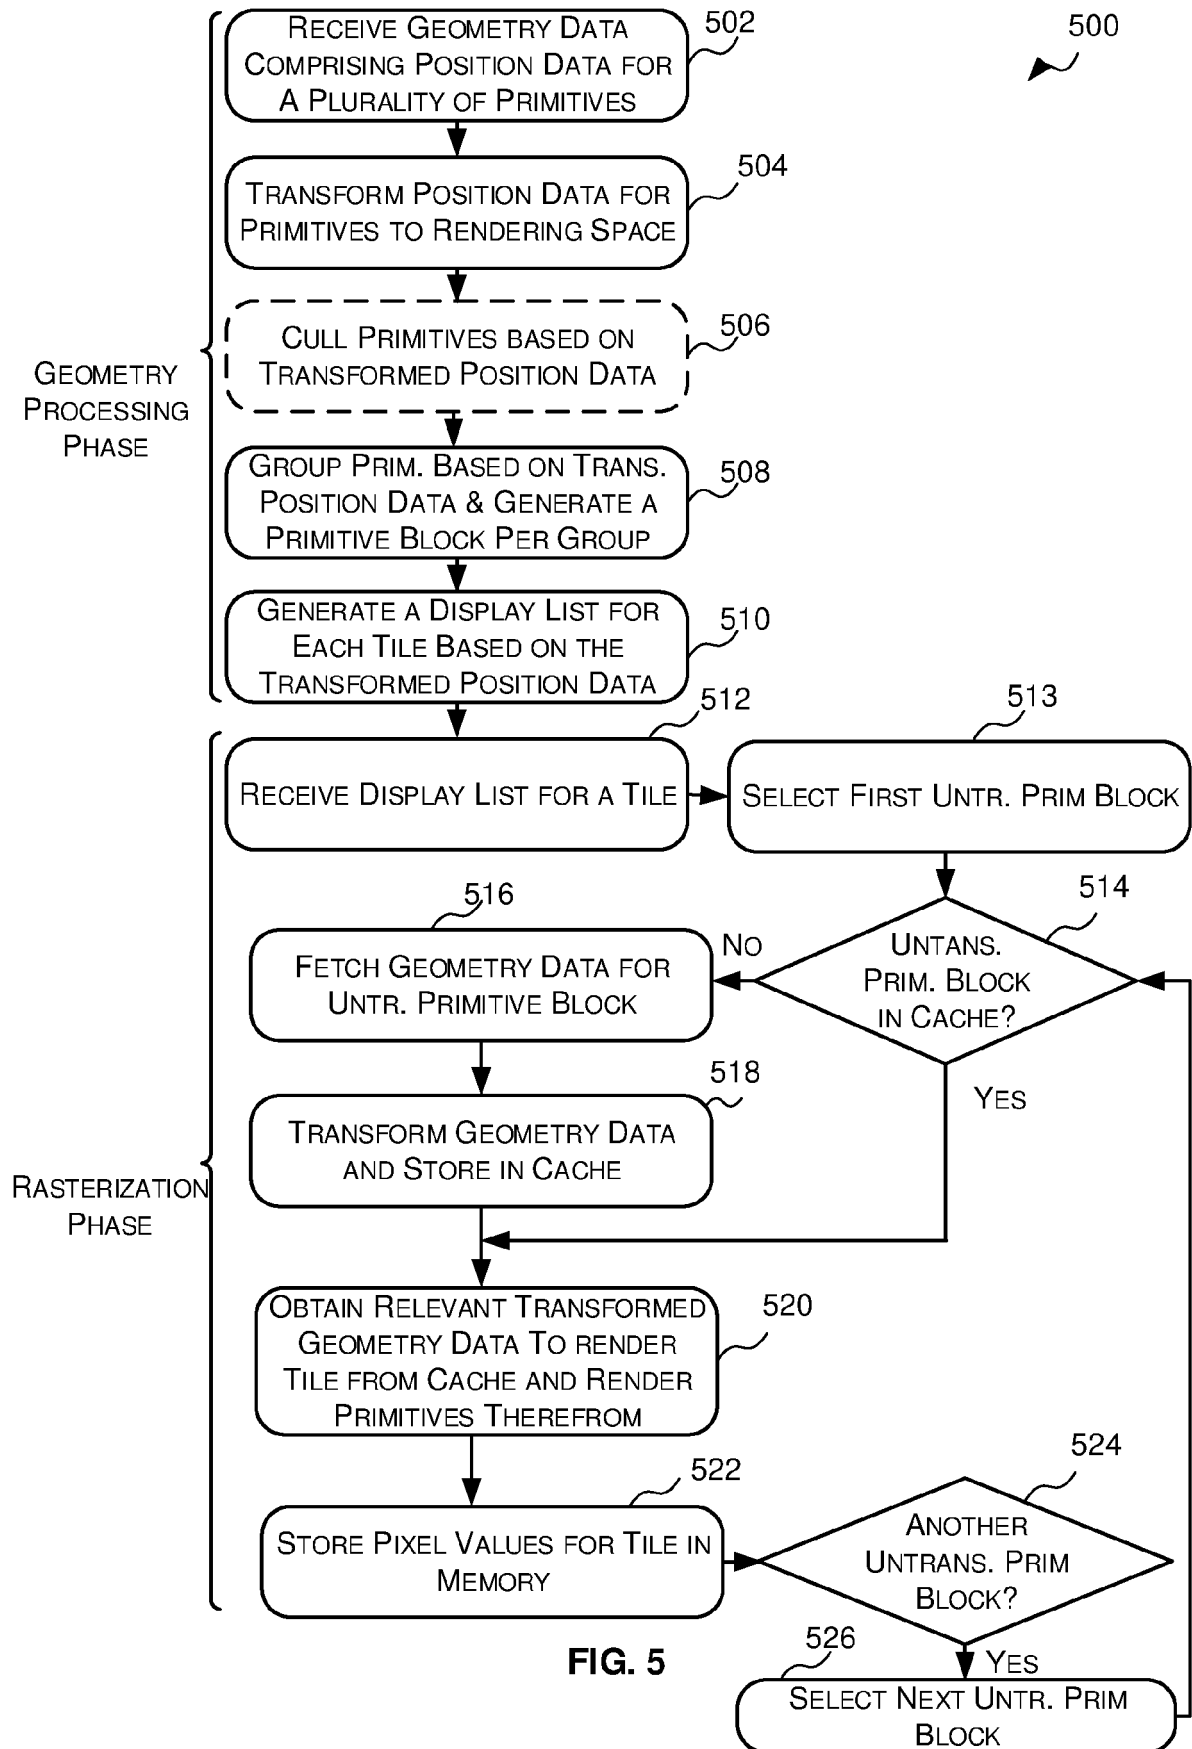 500
502
RECEIVE GEOMETRY DATA
COMPRISING POSITION DATA FOR
A PLURALITY OF PRIMITIVES
504
TRANSFORM POSITION DATA FOR
PRIMITIVES TO RENDERING SPACE
506
CULL PRIMITIVES BASED ON
TRANSFORMED POSITION DATA
GEOMETRY
PROCESSING
PHASE
508
GROUP PRIM. BASED ON TRANS.
POSITION DATA & GENERATE A
PRIMITIVE BLOCK PER GROUP
510
GENERATE A DISPLAY LIST FOR
EACH TILE BASED ON THE
TRANSFORMED POSITION DATA
512
RECEIVE DISPLAY LIST FOR A TILE
513
SELECT FIRST UNTR. PRIM BLOCK
514
UNTANS.
PRIM. BLOCK
IN CACHE?
NO
YES
516
FETCH GEOMETRY DATA FOR
UNTR. PRIMITIVE BLOCK
518
TRANSFORM GEOMETRY DATA
AND STORE IN CACHE
RASTERIZATION
PHASE
520
OBTAIN RELEVANT TRANSFORMED
GEOMETRY DATA TO RENDER
TILE FROM CACHE AND RENDER
PRIMITIVES THEREFROM
522
STORE PIXEL VALUES FOR TILE IN
MEMORY
524
ANOTHER
UNTRANS. PRIM
BLOCK?
YES
526
SELECT NEXT UNTR. PRIM
BLOCK
FIG. 5